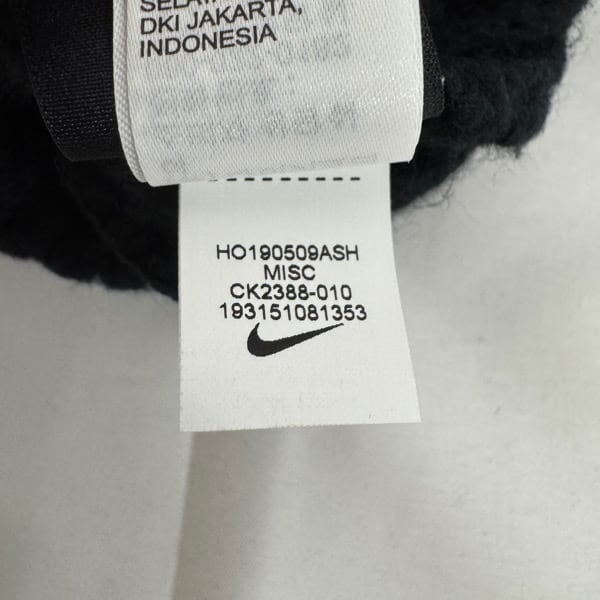 DKI JAKARTA,
INDONESIA
HO190509ASH
MISC
CK2388-010
193151081353